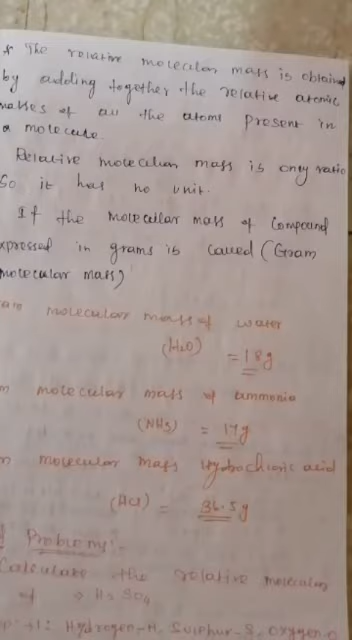 * The relative molecular mass is obtained
by adding together the relative atomic
masses of all the atoms present in
a molecule.
Relative molecular mass is only ratio
So it has no unit.
If the molecular mass of compound
expressed in grams is called (Gram
molecular mass)
molecular mass of water
(H2O) = 18g
molecular mass of ammonia
(NH3) = 17g
molecular mass Hydrochloric acid
(HCl) = 36.5g
Problems:-
Calculate the relative molecular
of → H2SO4
Hydrogen-H, Sulphur-S, Oxygen-O